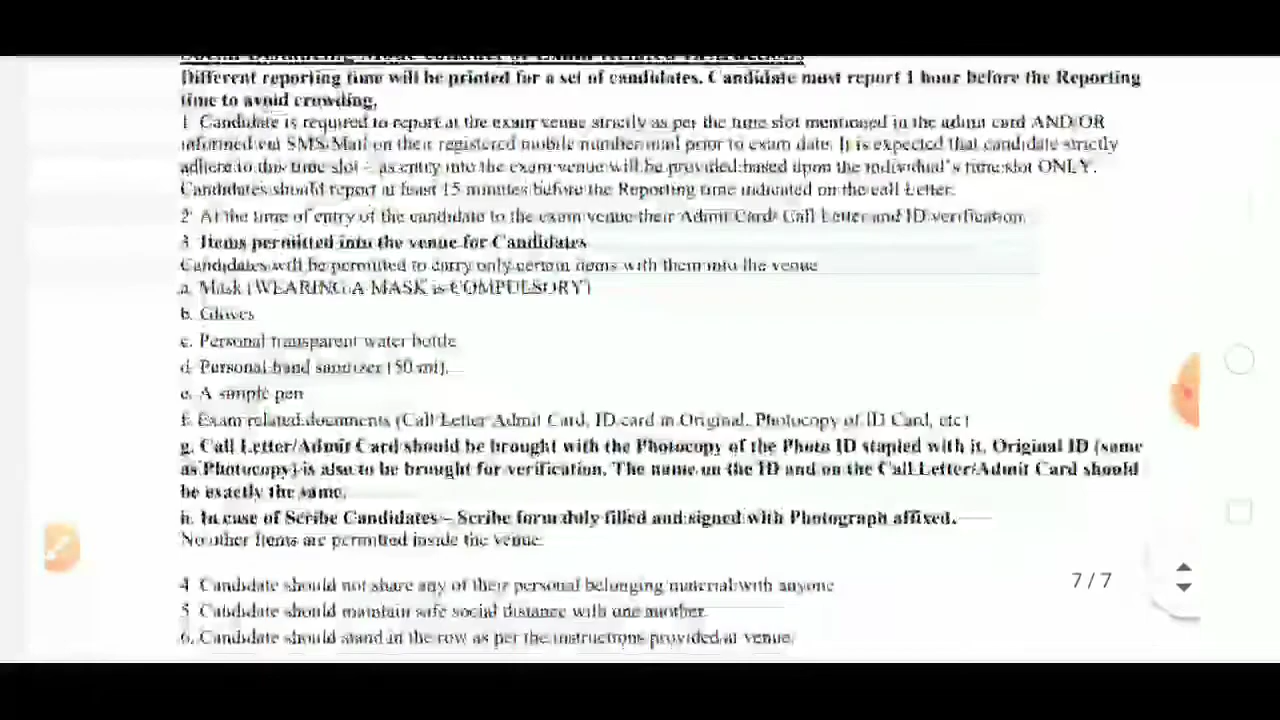 Different reporting time will be printed for a set of candidates. Candidate must report 1 hour before the Reporting
time to avoid crowding.
1 Candidate is required to report at the exam venue strictly as per the time slot mentioned in the admit card AND/OR
informed via SMS/Mail on their registered mobile number/mail prior to exam date. It is expected that candidate strictly
adhere to this time slot – as entry into the exam venue will be provided based upon the individual's time slot ONLY.
Candidates should report at least 15 minutes before the Reporting time indicated on the call Letter.
2 At the time of entry of the candidate to the exam venue their Admit Card/ Call Letter and ID verification.
3 Items permitted into the venue for Candidates
Candidates will be permitted to carry only certain items with them into the venue
a. Mask (WEARING A MASK is COMPULSORY)
b. Gloves
c. Personal transparent water bottle
d. Personal hand sanitizer (50 ml).
e. A simple pen
f. Exam related documents (Call Letter/Admit Card, ID card in Original, Photocopy of ID Card, etc)
g. Call Letter/Admit Card should be brought with the Photocopy of the Photo ID stapled with it. Original ID (same
as Photocopy) is also to be brought for verification. The name on the ID and on the Call Letter/Admit Card should
be exactly the same.
h. In case of Scribe Candidates – Scribe form duly filled and signed with Photograph affixed.
No other Items are permitted inside the venue.
4 Candidate should not share any of their personal belonging/material with anyone
5 Candidate should maintain safe social distance with one another.
7/7
6. Candidate should stand in the row as per the instructions provided at venue.